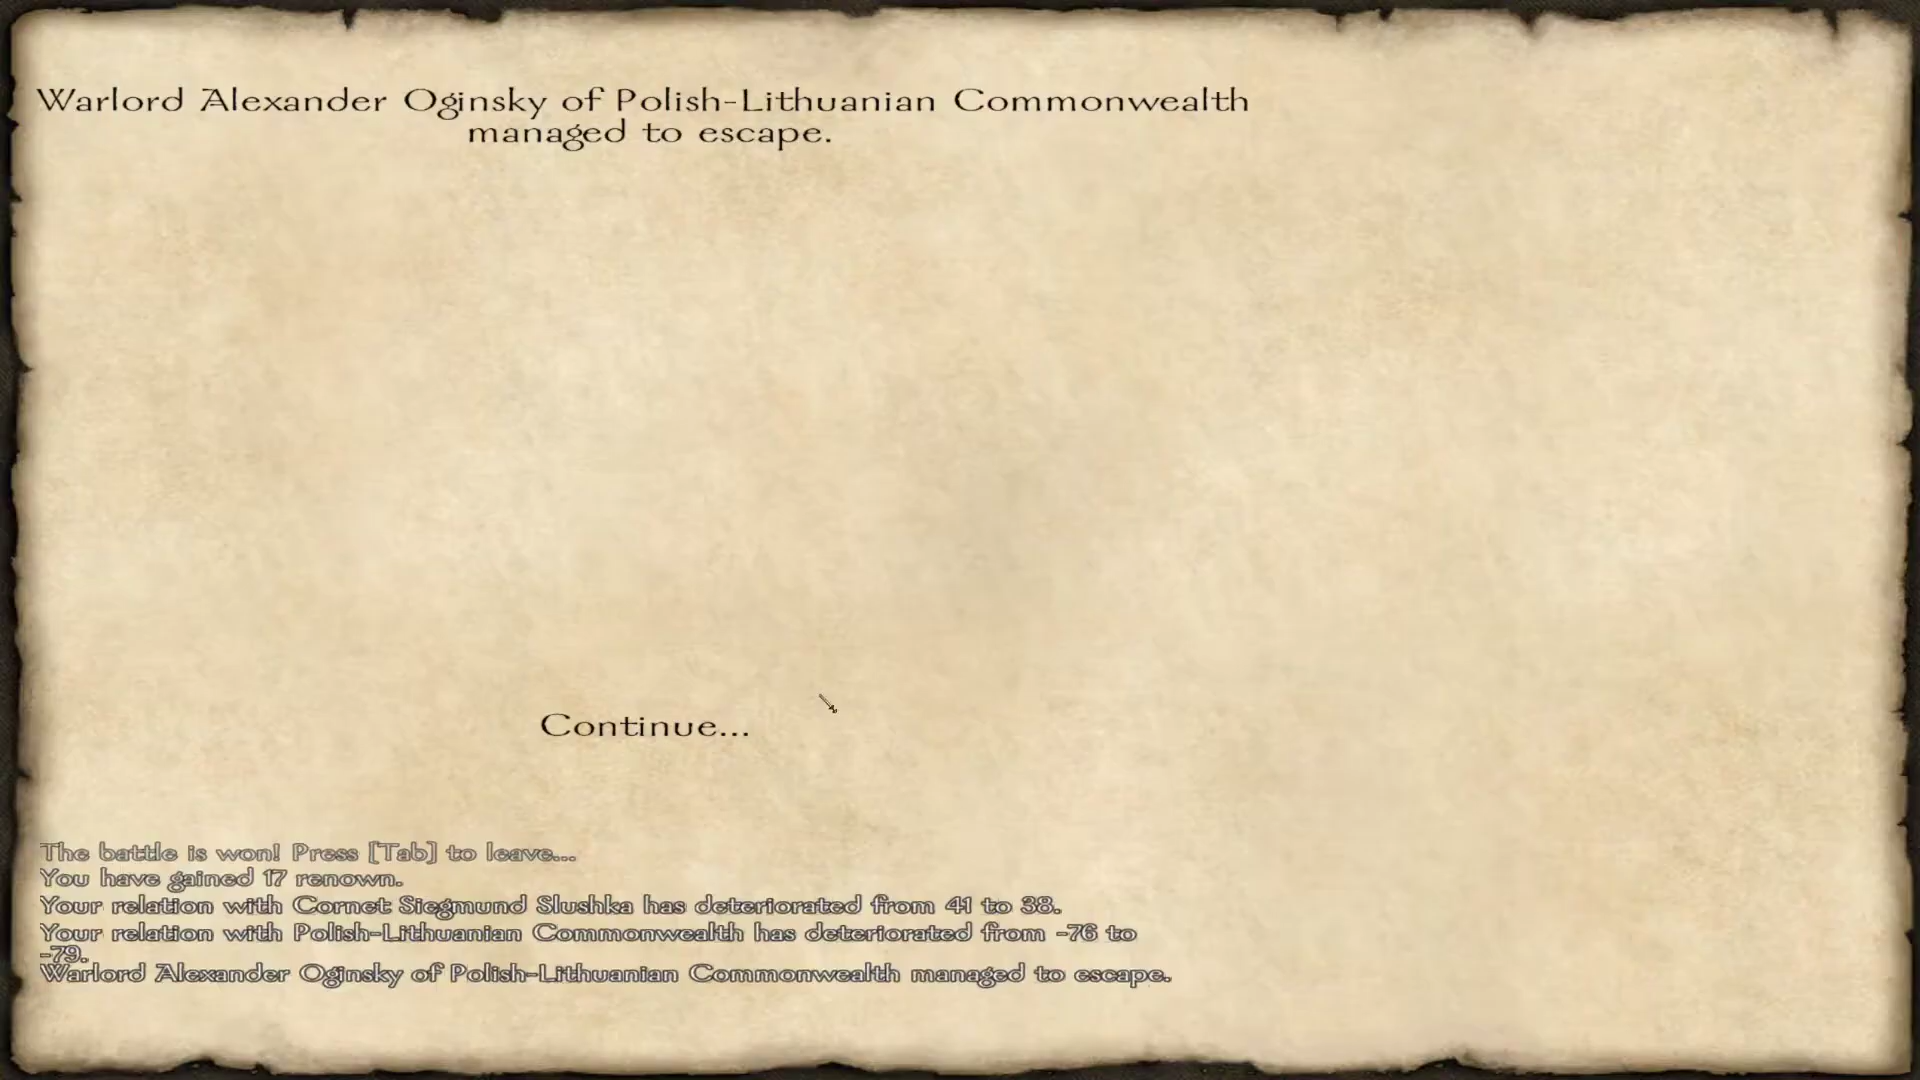 Warlord Alexander Oginsky of Polish-Lithuanian Commonwealth
managed to escape.
Continue...
The battle is won! Press [Tab] to leave...
You have gained 17 renown.
Your relation with Cornet Siegmund Slushka has deteriorated from 41 to 38.
Your relation with Polish-Lithuanian Commonwealth has deteriorated from -76 to
-79.
Warlord Alexander Oginsky of Polish-Lithuanian Commonwealth managed to escape.